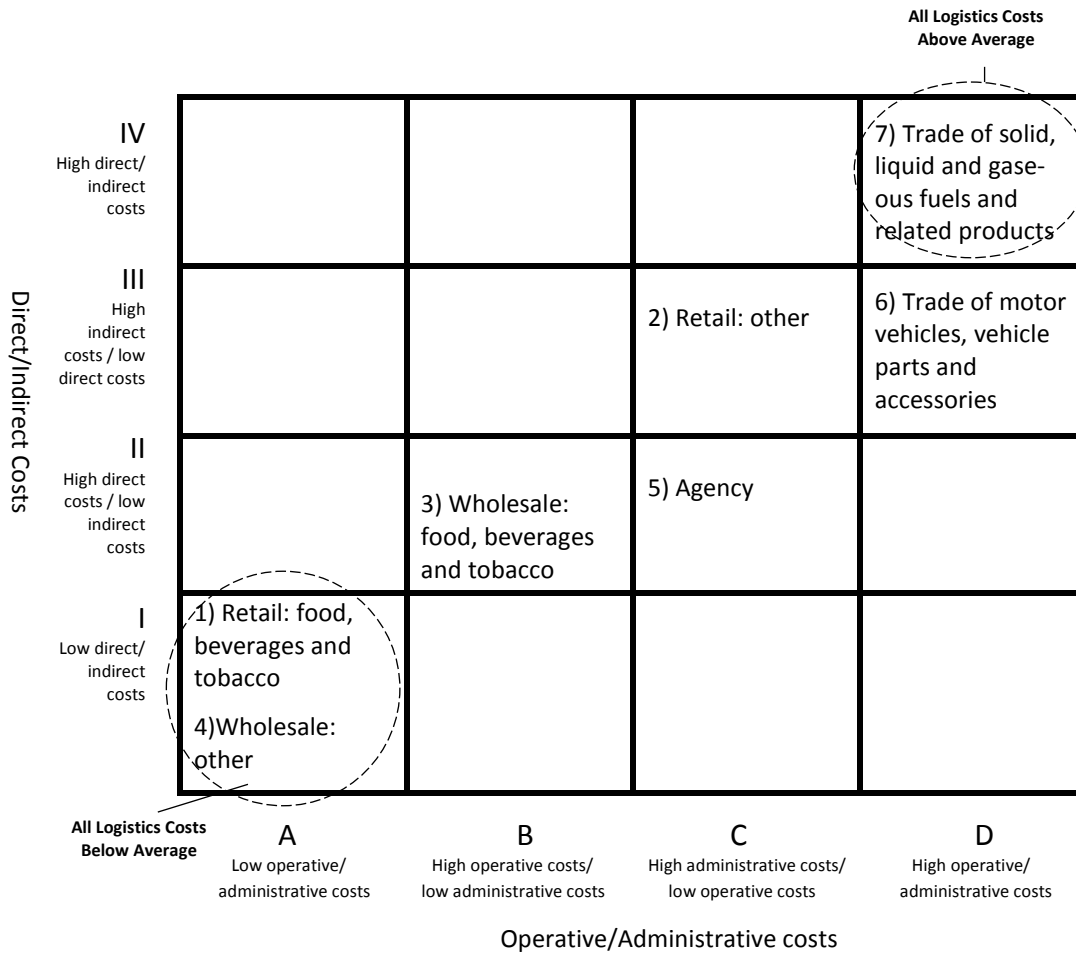 All Logistics Costs
Above Average
IV
High direct/
indirect
costs
7) Trade of solid,
liquid and gase-
ous fuels and
related products
III
High
indirect
costs / low
direct costs
2) Retail: other
6) Trade of motor
vehicles, vehicle
parts and
accessories
Direct/Indirect Costs
II
High direct
costs / low
indirect
costs
3) Wholesale:
food, beverages
and tobacco
5) Agency
I
Low direct/
indirect
costs
1) Retail: food,
beverages and
tobacco
4)Wholesale:
other
All Logistics Costs
Below Average
A
Low operative/
administrative costs
B
High operative costs/
low administrative costs
C
High administrative costs/
low operative costs
D
High operative/
administrative costs
Operative/Administrative costs